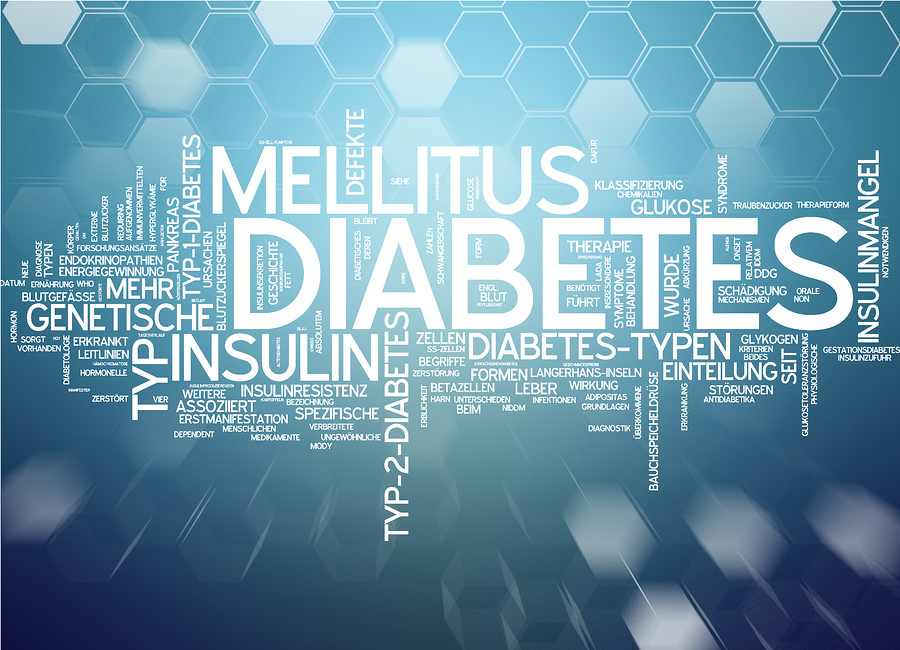 MELLITUS
DIABETES
DEFEKTE
SIEHE
GLUCOSE
DAFÜR
KLASSIFIZIERUNG
CHEMIKALIEN
GLUKOSE
SYNDROME
TRAUBENZUCKER
THERAPIEFORM
INSULINMANGEL
NOTWENDIGEN
TYP-1-DIABETES
FOR
HYPERGLYKÄMIE
IMMUNVERMITTELTEN
AUFGENOMMEN
REQUIRING
BLUTZUCKER
EXTERNE
KÖRPER
PANKREAS
URSACHEN
BLUTZUCKERSPIEGEL
FORSCHUNGSANSÄTZE
ENDOKRINOPATHIEN
ENERGIEGEWINNUNG
TYPEN
DIAGNOSE
NEUE
DATUM
ERNÄHRUNG
WHO
MEHR
BLUTGEFÄSSE
GENETISCHE
HORMON
SORGT
VORHANDEN
DIABETOLOGIE
ERKRANKT
LEITLINIEN
HORMONELLE
ZERSTÖRT
TYP
VIER
INSULIN
INSULINSEKRETION
GESCHICHTE
FETT
BLEIBT
DIABETISCHES
DEREN
ZAHLEN
SCHWANGERSCHAFT
FORM
ENGL
BLUT
THERAPIE
BENÖTIGT
FÜHRT
LADA
INSBESONDERE
SYMPTOME
BEHANDLUNG
WURDE
ABKÜRZUNG
URSACHE
ONSET
RELATIVEN
IDDM
DDG
SCHÄDIGUNG
MECHANISMEN
ORALE
NON
ABSOLUTEM
TYP-2-DIABETES
ZELLEN
SS-ZELLEN
BEGRIFFE
ZERSTÖRUNG
DIABETES-TYPEN
GLYKOGEN
KRITERIEN
BEIDES
SEIT
GESTATIONSDIABETES
INSULINZUFUHR
GLUKOSETOLERANZSTÖRUNG
PHYSIOLOGISCHE
FORMEN
LANGERHANS-INSELN
EINTEILUNG
BETAZELLEN
LEBER
WIRKUNG
STÖRUNGEN
ANTIDIABETIKA
ERBLICHKEIT
HARN
UNTERSCHEIDEN
BEIM
NIDDM
INFEKTIONEN
ADIPOSITAS
GRUNDLAGEN
DIAGNOSTIK
ÜBERKOMMENE
BAUCHSPEICHELDRÜSE
ERKRANKUNG
WEITERE
INSULINRESISTENZ
ASSOZIIERT
BEZEICHNUNG
ERSTMANIFESTATION
SPEZIFISCHE
MENSCHLICHEN
VERBREITETE
DEPENDENT
MEDIKAMENTE
UNGEWÖHNLICHE
MODY